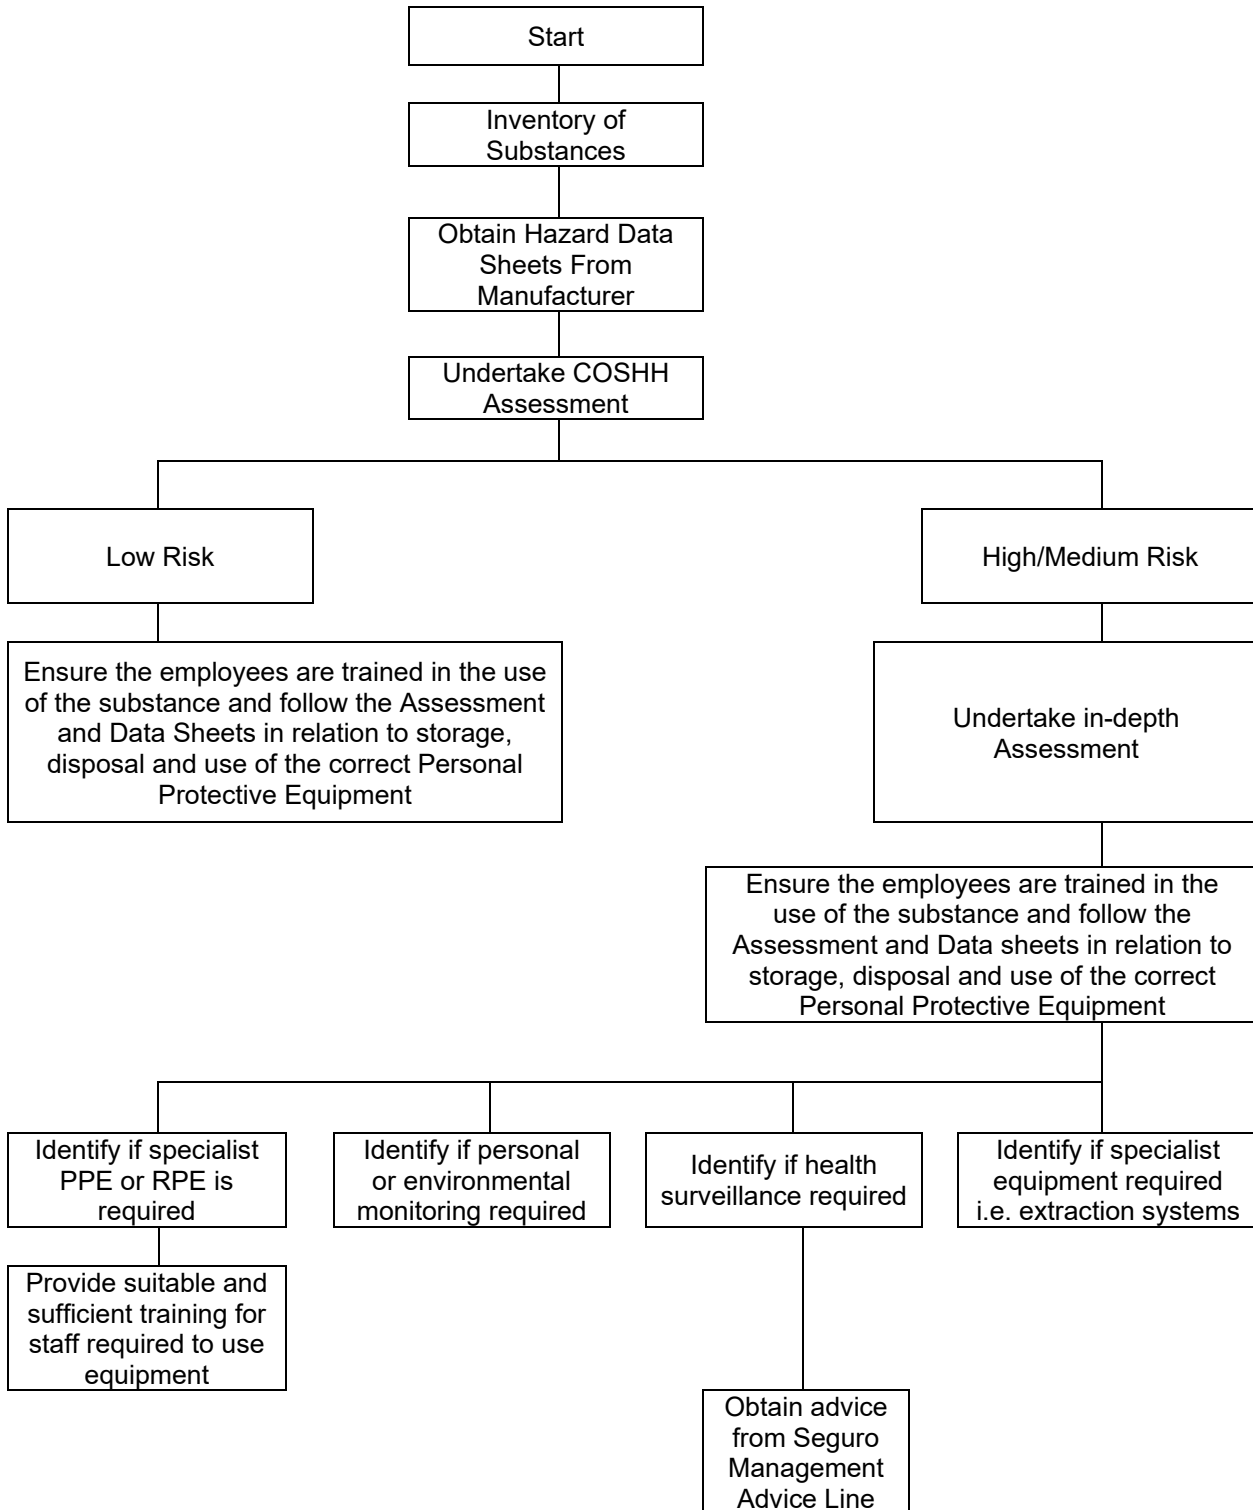 Start
Inventory of
Substances
Obtain Hazard Data
Sheets From
Manufacturer
Undertake COSHH
Assessment
Low Risk
High/Medium Risk
Ensure the employees are trained in the use
of the substance and follow the Assessment
and Data Sheets in relation to storage,
disposal and use of the correct Personal
Protective Equipment
Undertake in-depth
Assessment
Ensure the employees are trained in the
use of the substance and follow the
Assessment and Data sheets in relation to
storage, disposal and use of the correct
Personal Protective Equipment
Identify if specialist
PPE or RPE is
required
Identify if personal
or environmental
monitoring required
Identify if health
surveillance required
Identify if specialist
equipment required
i.e. extraction systems
Provide suitable and
sufficient training for
staff required to use
equipment
Obtain advice
from Seguro
Management
Advice Line